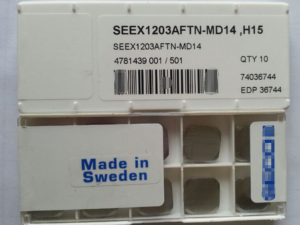 SEEX1203AFTN-MD14 ,H15
SEEX1203AFTN-MD14
4781439 001 / 501
QTY 10
74036744
EDP 36744
Made in
Sweden